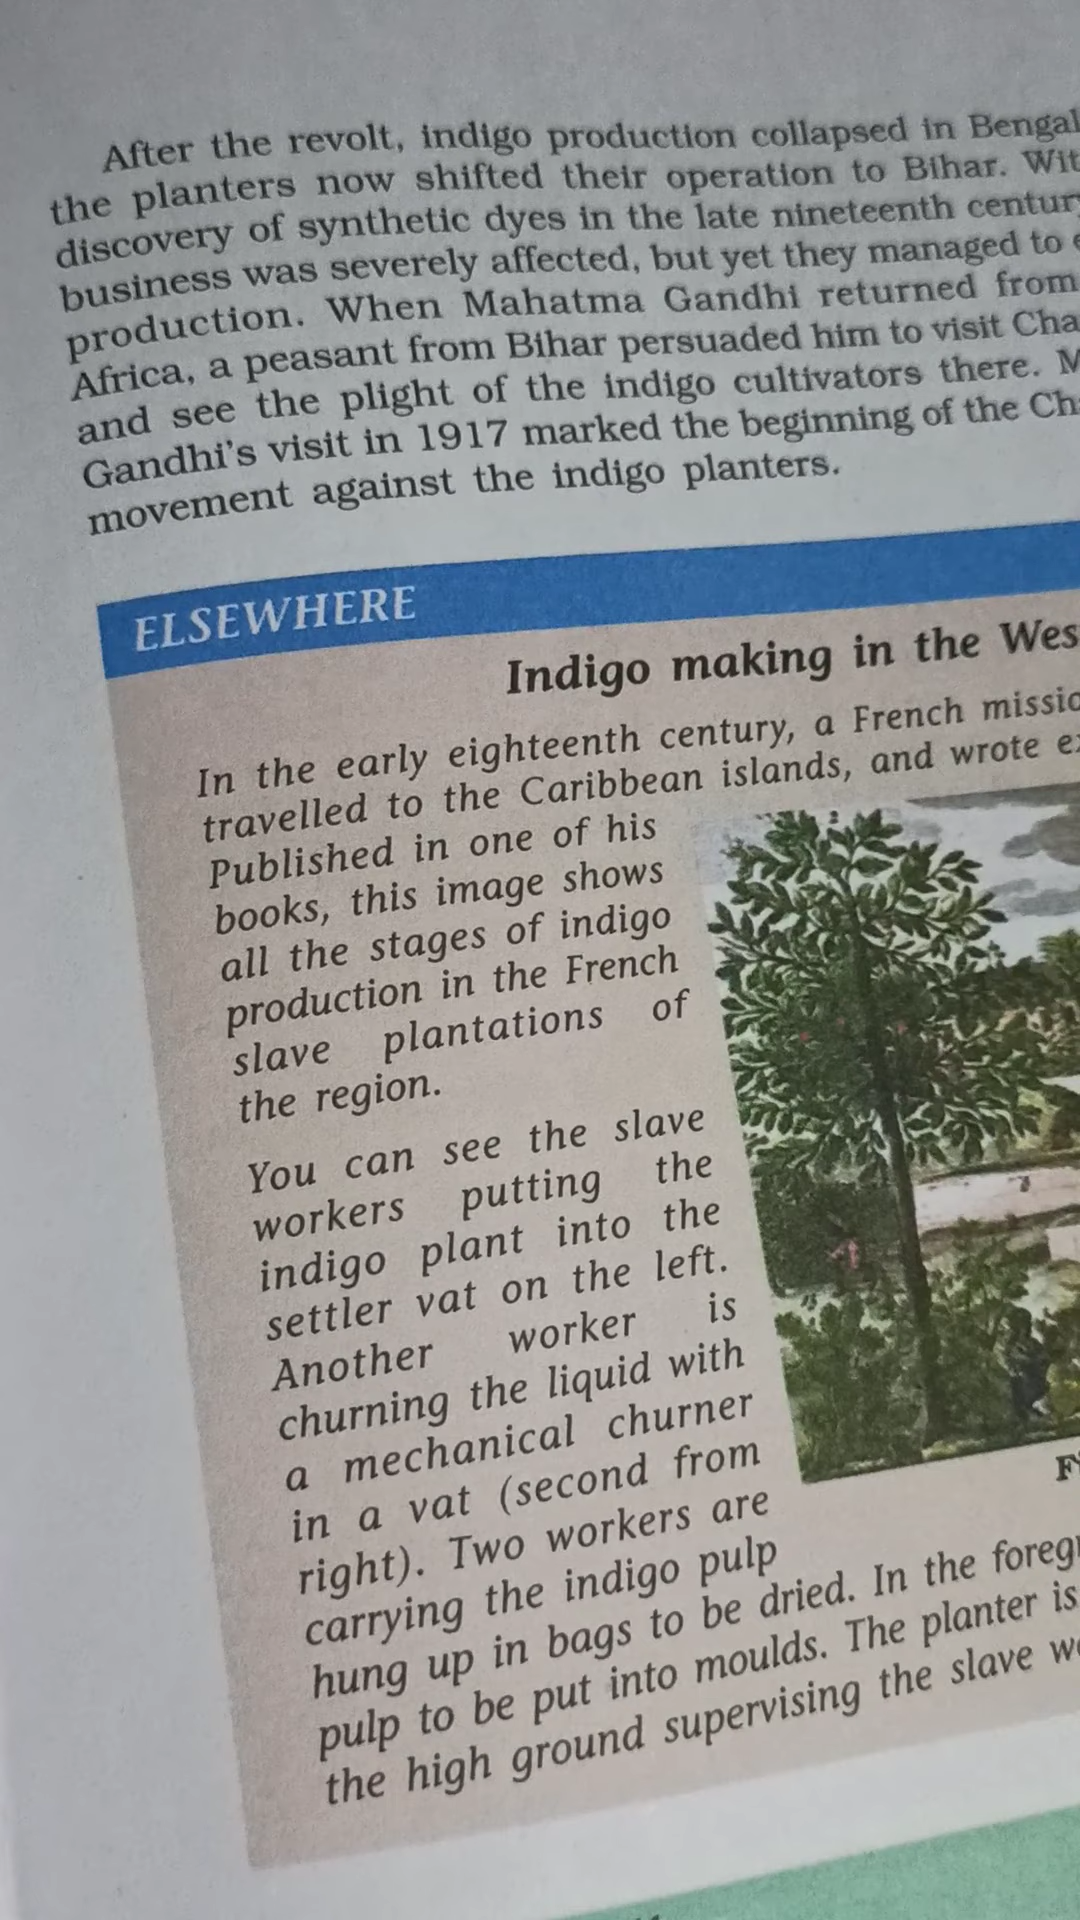 After the revolt, indigo production collapsed in Bengal
the planters now shifted their operation to Bihar.
discovery of synthetic dyes in the late nineteenth
business was severely affected, but yet they managed to
production. When Mahatma Gandhi returned from
Africa, a peasant from Bihar persuaded him to visit
and see the plight of the indigo cultivators there.
Gandhi's visit in 1917 marked the beginning of the
movement against the indigo planters.
ELSEWHERE
Indigo making in the
In the early eighteenth century, a French
travelled to the Caribbean islands, and wrote
Published in one of his
books, this image shows
all the stages of indigo
production in the French
slave plantations of
the region.
You can see the slave
workers putting the
indigo plant into the
settler vat on the left.
Another worker is
churning the liquid with
a mechanical churner
in a vat (second from
right). Two workers are
carrying the indigo pulp
hung up in bags to be dried. In the
pulp to be put into moulds. The planter is
the high ground supervising the slave